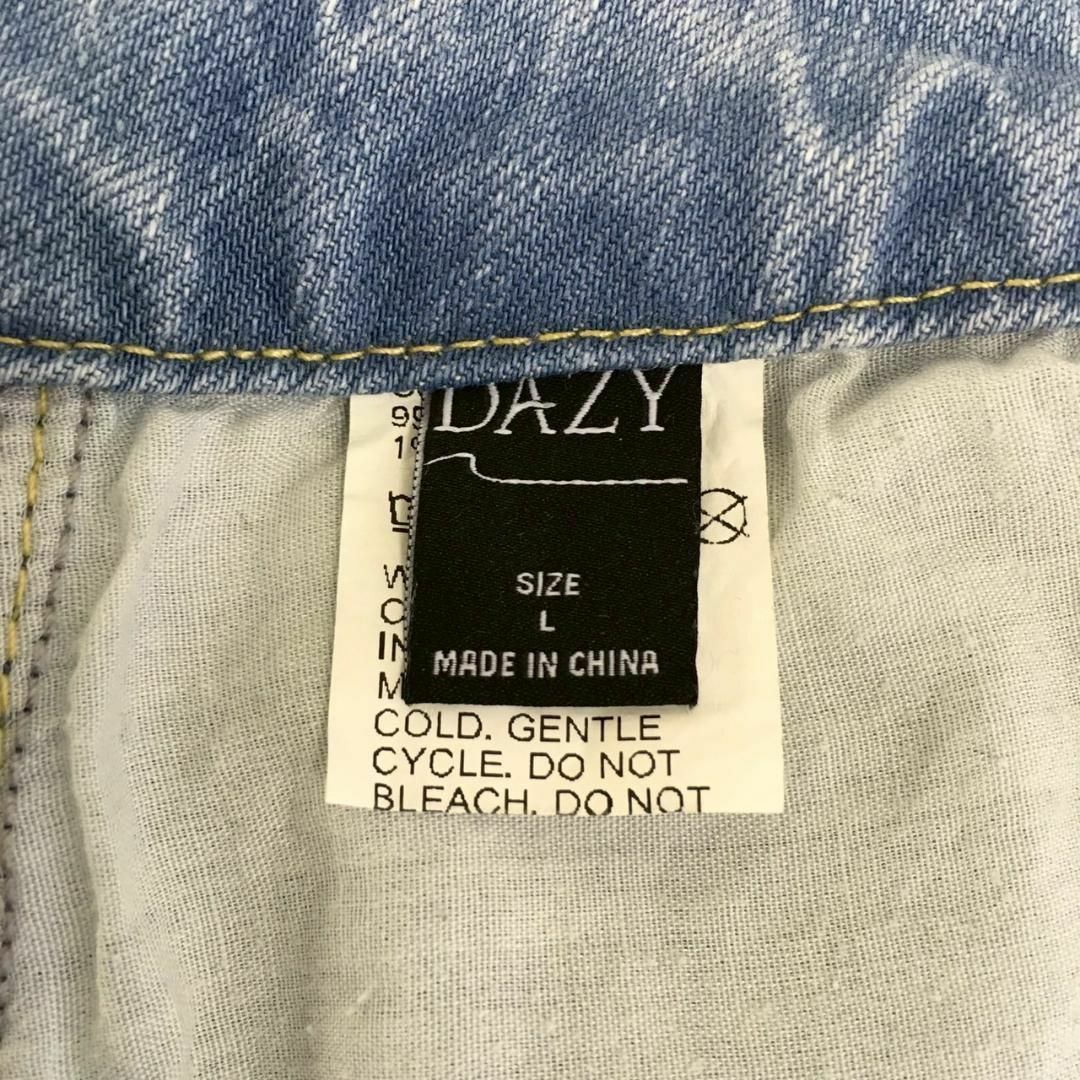 DAZY
SIZE
L
MADE IN CHINA
COLD. GENTLE
CYCLE. DO NOT
BLEACH. DO NOT